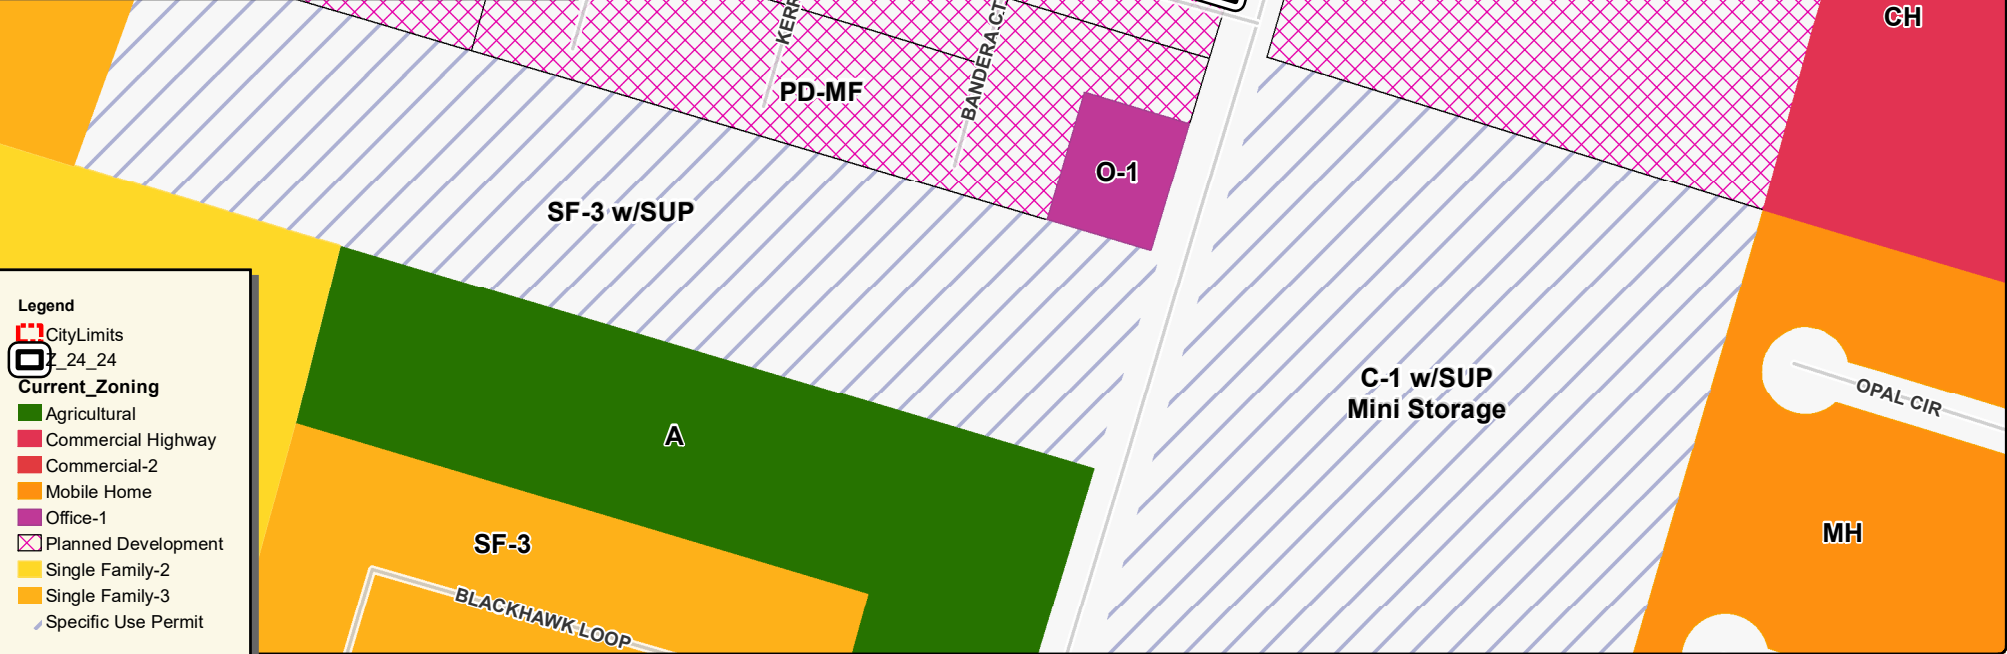 CH
KERR
BANDERA CT
PD-MF
O-1
SF-3 w/SUP
C-1 w/SUP
Mini Storage
OPAL CIR
A
MH
SF-3
BLACKHAWK LOOP
Legend
CityLimits
Z_24_24
Current_Zoning
Agricultural
Commercial Highway
Commercial-2
Mobile Home
Office-1
Planned Development
Single Family-2
Single Family-3
Specific Use Permit